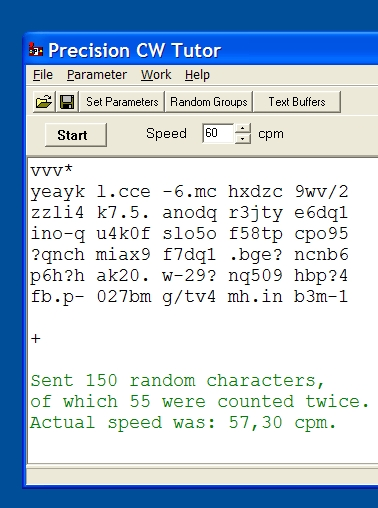 Precision CW Tutor
File Parameter Work Help
Set Parameters Random Groups Text Buffers
Start Speed 60 cpm
vvv*
yeayk l.cce -6.mc hxdzc 9wv/2
zzli4 k7.5. anodq r3jty e6dq1
ino-q u4k0f slo5o f58tp cpo95
?qnch miax9 f7dq1 .bge? ncnb6
p6h?h ak20. w-29? nq509 hbp?4
fb.p- 027bm g/tv4 mh.in b3m-1
+
Sent 150 random characters,
of which 55 were counted twice.
Actual speed was: 57,30 cpm.